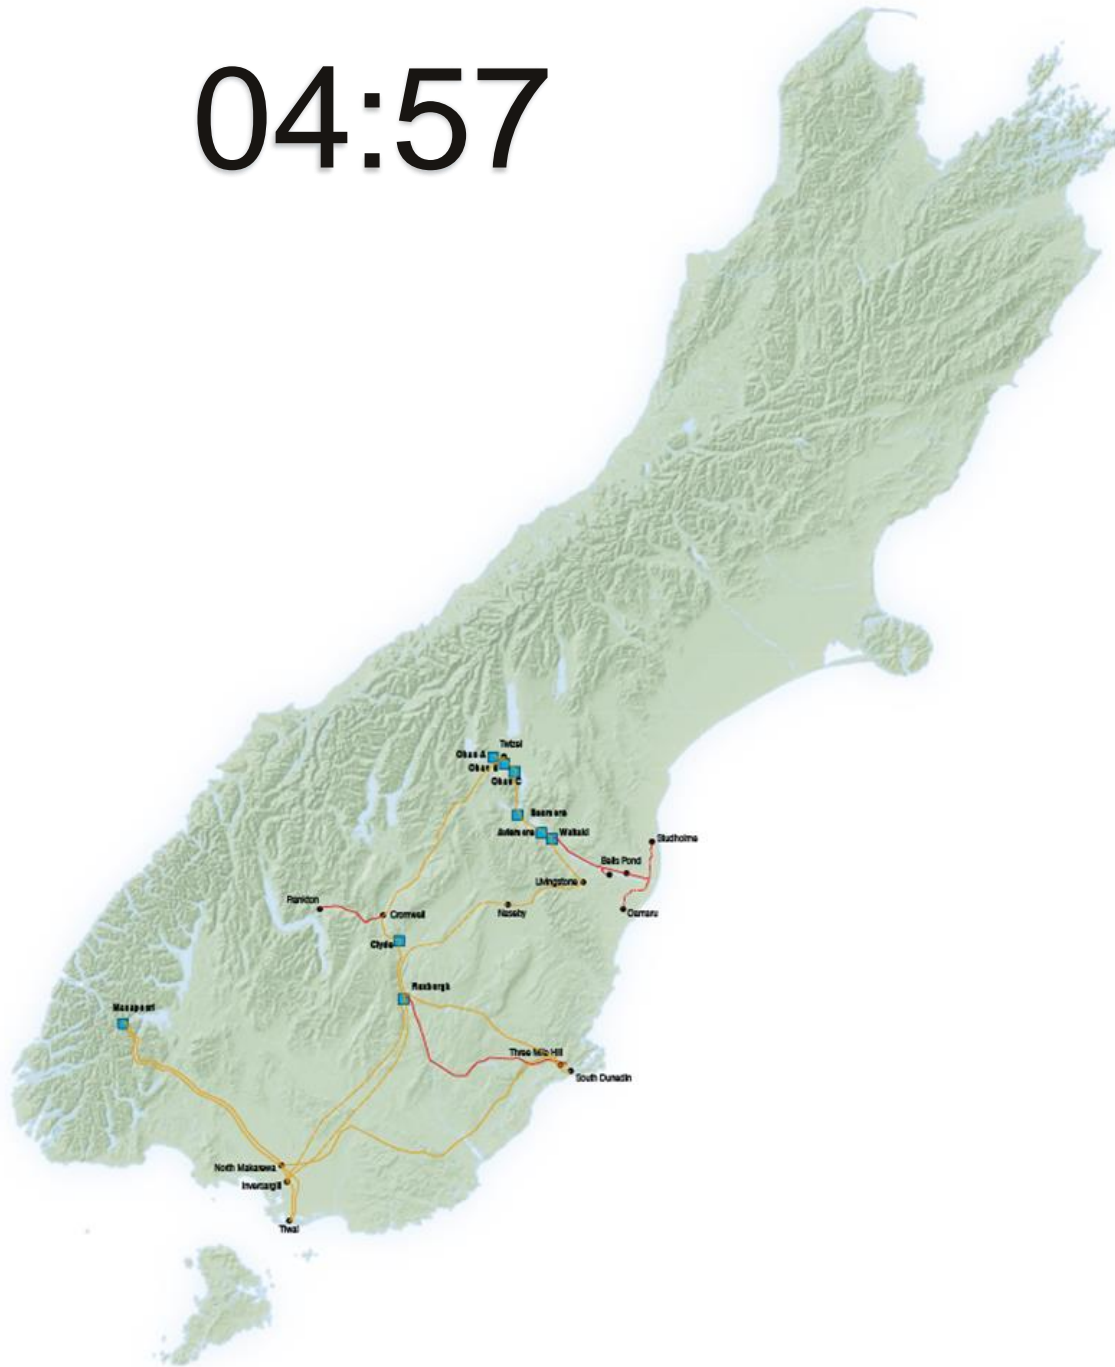 04:57
Twizel
Ohau A
Ohau B
Ohau C
Benmore
Aviemore
Waitaki
Studholme
Bells Pond
Livingstone
Oamaru
Naseby
Frankton
Cromwell
Clyde
Roxburgh
Manapouri
Three Mile Hill
South Dunedin
North Makarewa
Invercargill
Tiwai